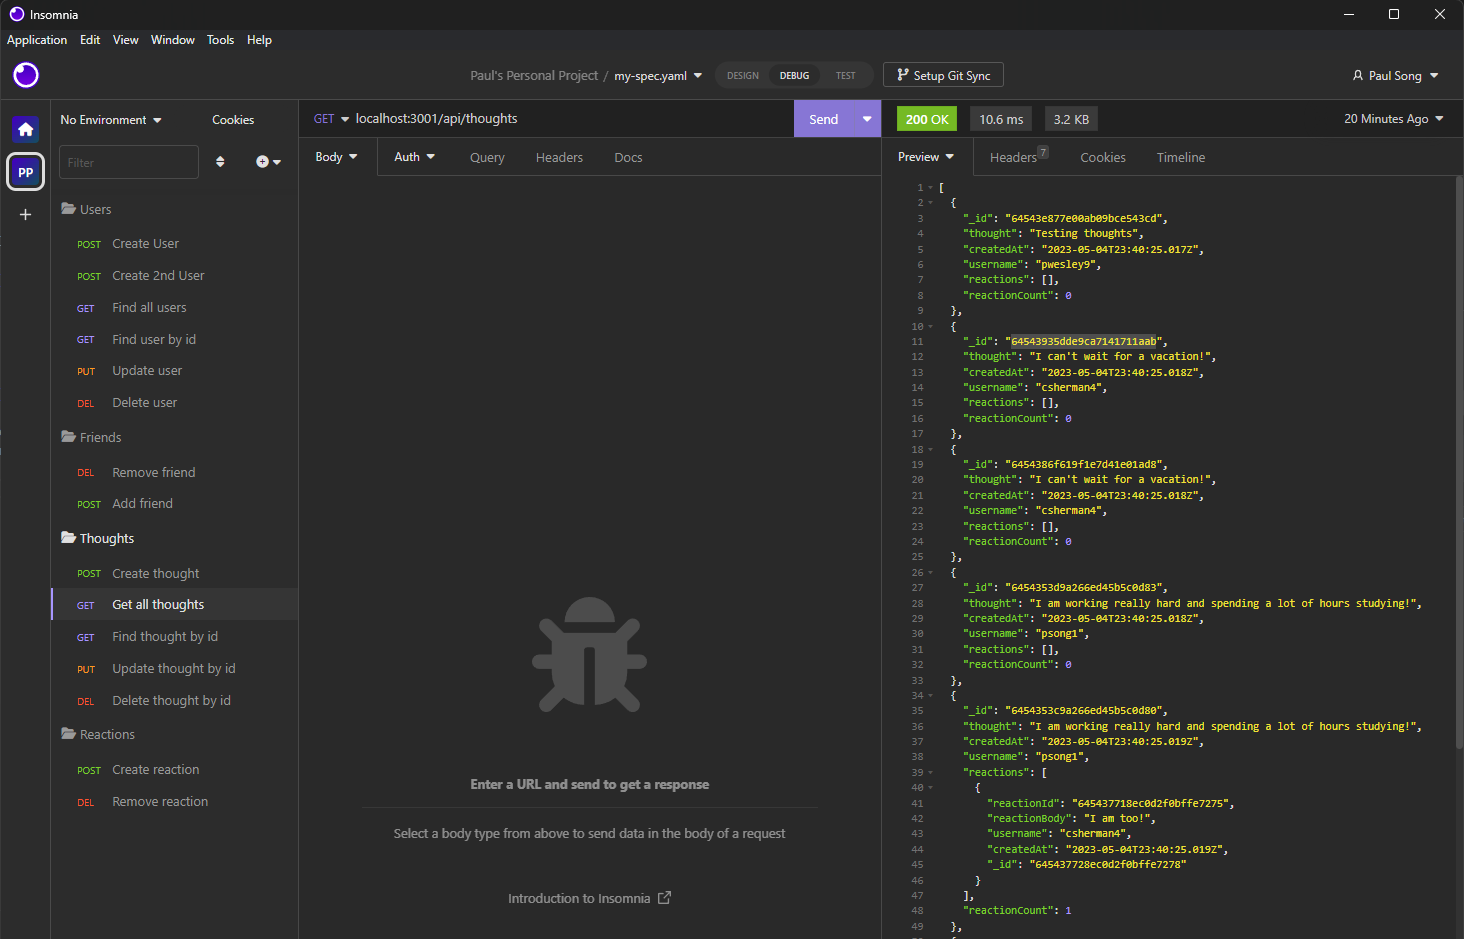 Insomnia
Application Edit View Window Tools Help
Paul's Personal Project / my-spec.yaml DESIGN DEBUG TEST Setup Git Sync Paul Song
PP
No Environment Cookies
Filter
Users
POST Create User
POST Create 2nd User
GET Find all users
GET Find user by id
PUT Update user
DEL Delete user
Friends
DEL Remove friend
POST Add friend
Thoughts
POST Create thought
GET Get all thoughts
GET Find thought by id
PUT Update thought by id
DEL Delete thought by id
Reactions
POST Create reaction
DEL Remove reaction
GET localhost:3001/api/thoughts Send
Body Auth Query Headers Docs
Enter a URL and send to get a response
Select a body type from above to send data in the body of a request
Introduction to Insomnia
200 OK 10.6 ms 3.2 KB 20 Minutes Ago
Preview Headers 7 Cookies Timeline
1 [
2 {
3 "_id": "64543e877e00ab09bce543cd",
4 "thought": "Testing thoughts",
5 "createdAt": "2023-05-04T23:40:25.017Z",
6 "username": "pwesley9",
7 "reactions": [],
8 "reactionCount": 0
9 },
10 {
11 "_id": "64543935dde9ca7141711aab",
12 "thought": "I can't wait for a vacation!",
13 "createdAt": "2023-05-04T23:40:25.018Z",
14 "username": "csherman4",
15 "reactions": [],
16 "reactionCount": 0
17 },
18 {
19 "_id": "6454386f619f1e7d41e01ad8",
20 "thought": "I can't wait for a vacation!",
21 "createdAt": "2023-05-04T23:40:25.018Z",
22 "username": "csherman4",
23 "reactions": [],
24 "reactionCount": 0
25 },
26 {
27 "_id": "6454353d9a266ed45b5c0d83",
28 "thought": "I am working really hard and spending a lot of hours studying!",
29 "createdAt": "2023-05-04T23:40:25.018Z",
30 "username": "psong1",
31 "reactions": [],
32 "reactionCount": 0
33 },
34 {
35 "_id": "6454353c9a266ed45b5c0d80",
36 "thought": "I am working really hard and spending a lot of hours studying!",
37 "createdAt": "2023-05-04T23:40:25.019Z",
38 "username": "psong1",
39 "reactions": [
40 {
41 "reactionId": "645437718ec0d2f0bffe7275",
42 "reactionBody": "I am too!",
43 "username": "csherman4",
44 "createdAt": "2023-05-04T23:40:25.019Z",
45 "_id": "645437728ec0d2f0bffe7278"
46 }
47 ],
48 "reactionCount": 1
49 },